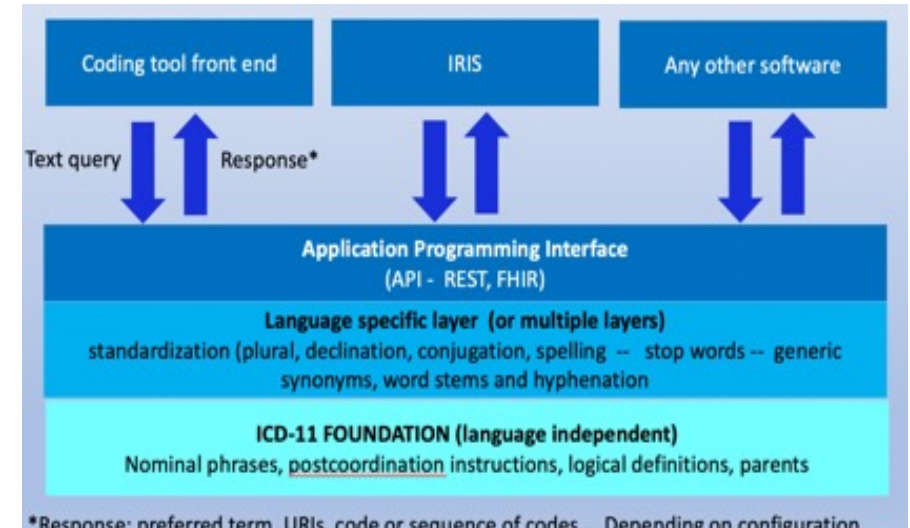 Coding tool front end
IRIS
Any other software
Text query
Response*
Application Programming Interface
(API - REST, FHIR)
Language specific layer (or multiple layers)
standardization (plural, declination, conjugation, spelling -- stop words -- generic
synonyms, word stems and hyphenation
ICD-11 FOUNDATION (language independent)
Nominal phrases, postcoordination instructions, logical definitions, parents
*Response: preferred term, URIs, code or sequence of codes... Depending on configuration